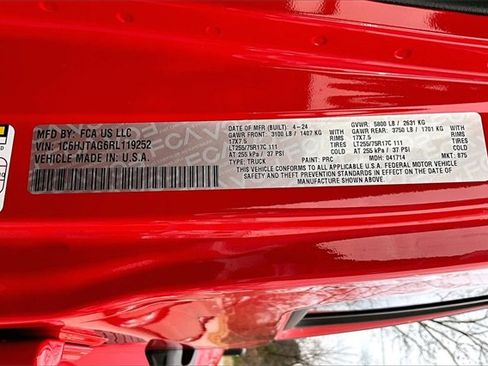 MFD BY: FCA US LLC
VIN: 1C6HJTAG6RL119252
VEHICLE MADE IN U.S.A.
DATE OF MFR (BUILT): 4-24
GAWR FRONT: 3100 LB / 1407 KG
17X7.5 RIMS
LT255/75R17C 111 TIRES
AT 255 kPa / 37 PSI COLD
TYPE: TRUCK
PAINT: PRC
GVWR: 5800 LB / 2631 KG
GAWR REAR: 3750 LB / 1701 KG
17X7.5
LT255/75R17C 111 TIRES
AT 255 kPa / 37 PSI COLD
MDH: 041714
MKT: 875
THIS VEHICLE CONFORMS TO ALL APPLICABLE U.S.A. FEDERAL MOTOR VEHICLE
SAFETY AND THEFT PREVENTION STANDARDS IN EFFECT ON THE DATE OF
MANUFACTURE SHOWN ABOVE.